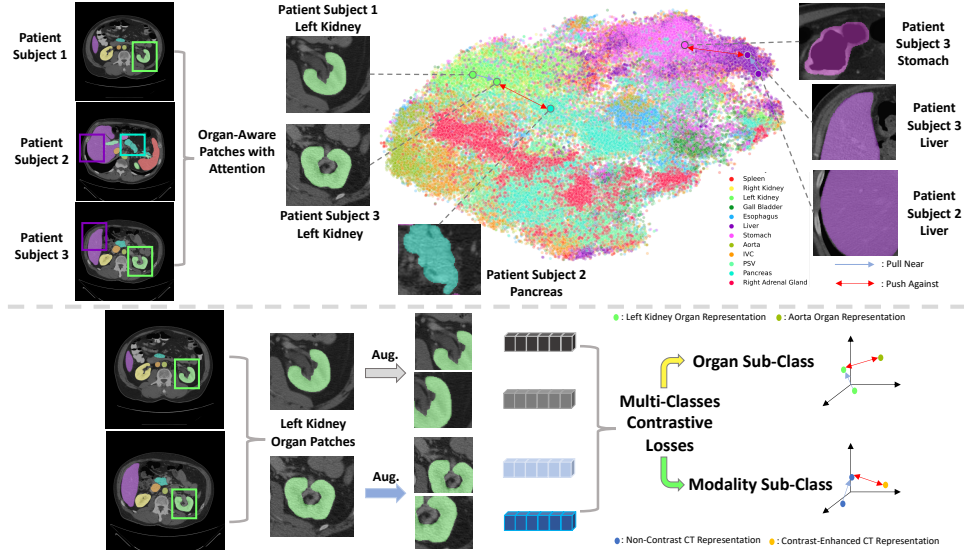 Patient
Subject 1
Patient
Subject 2
Patient
Subject 3
Organ-Aware
Patches with
Attention
Patient Subject 1
Left Kidney
Patient Subject 3
Left Kidney
Patient Subject 2
Pancreas
Spleen
Right Kidney
Left Kidney
Gall Bladder
Esophagus
Liver
Stomach
Aorta
IVC
PSV
Pancreas
Right Adrenal Gland
Patient
Subject 3
Stomach
Patient
Subject 3
Liver
Patient
Subject 2
Liver
: Pull Near
: Push Against
Left Kidney
Organ Patches
Aug.
Aug.
Multi-Classes
Contrastive
Losses
Organ Sub-Class
Modality Sub-Class
: Left Kidney Organ Representation
: Aorta Organ Representation
: Non-Contrast CT Representation
: Contrast-Enhanced CT Representation